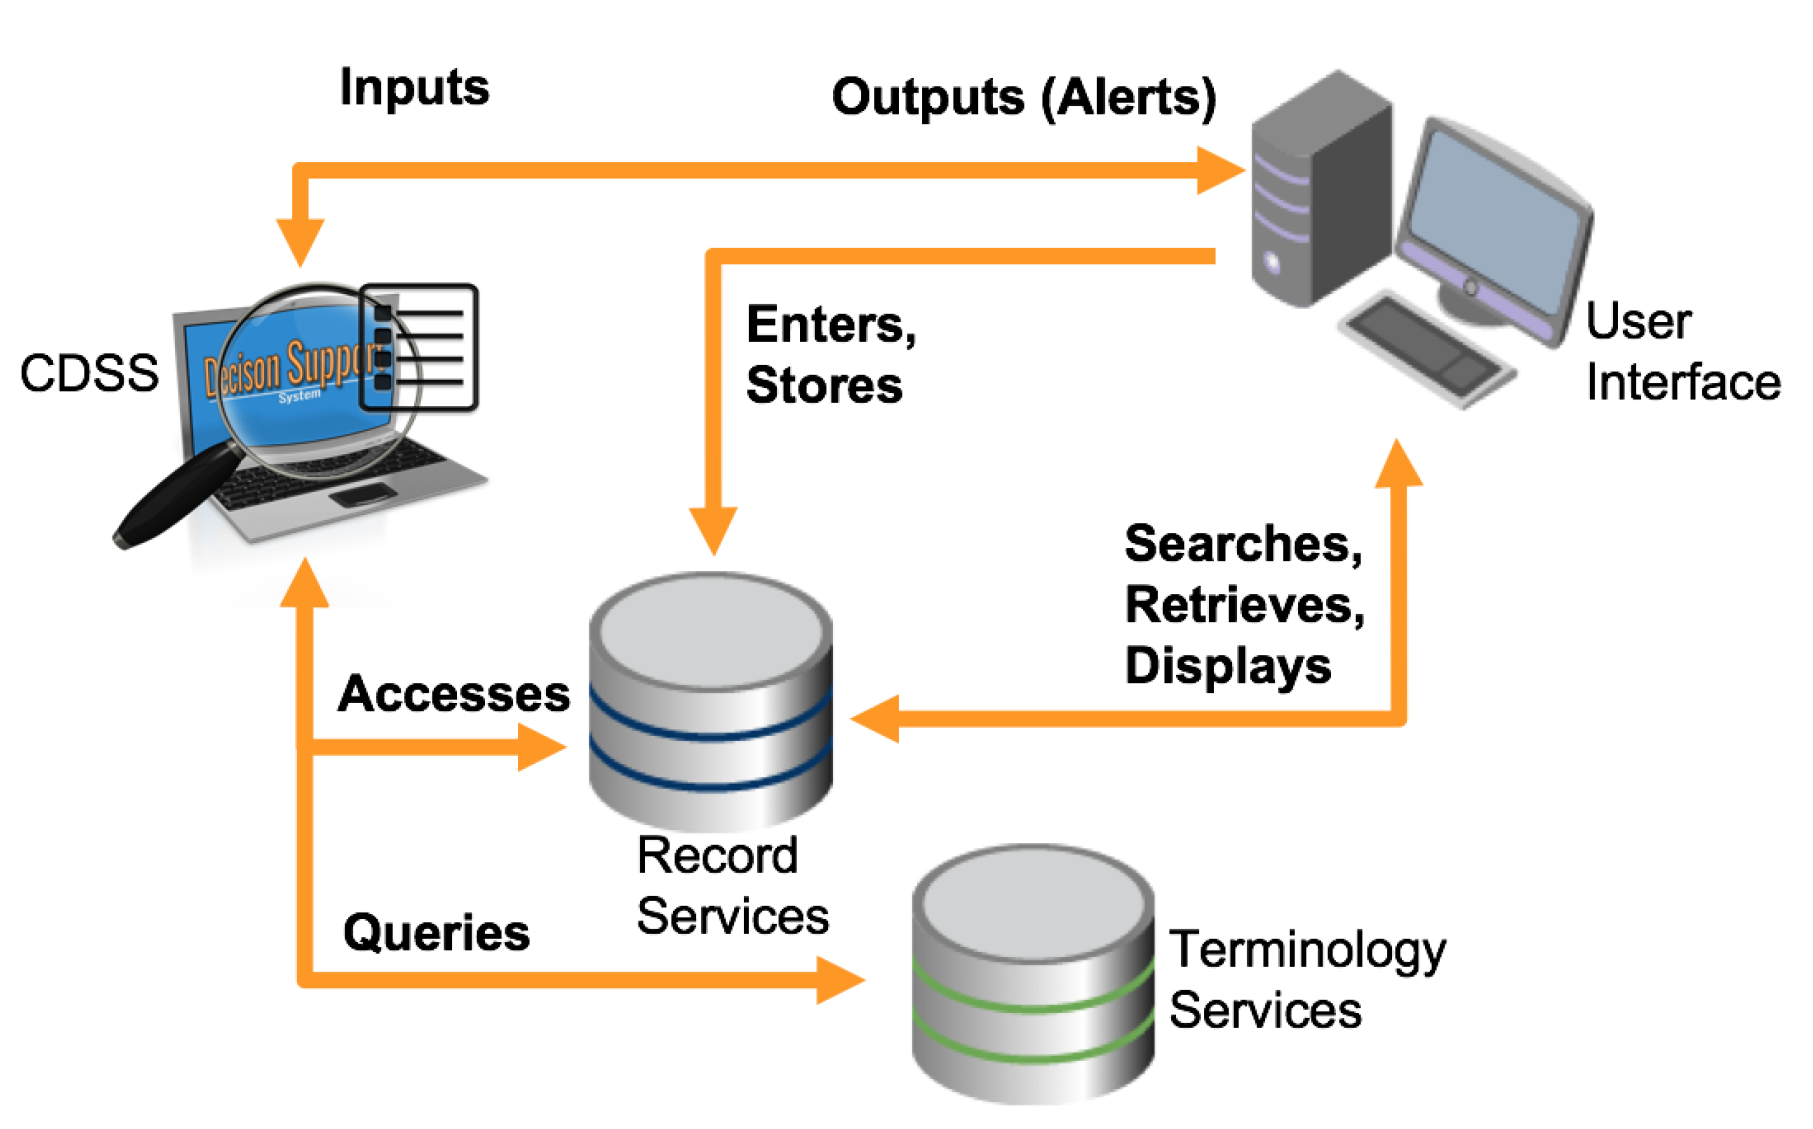 Inputs
Outputs (Alerts)
Enters,
Stores
User
Interface
CDSS
Decison Support
System
Searches,
Retrieves,
Displays
Accesses
Record
Services
Queries
Terminology
Services